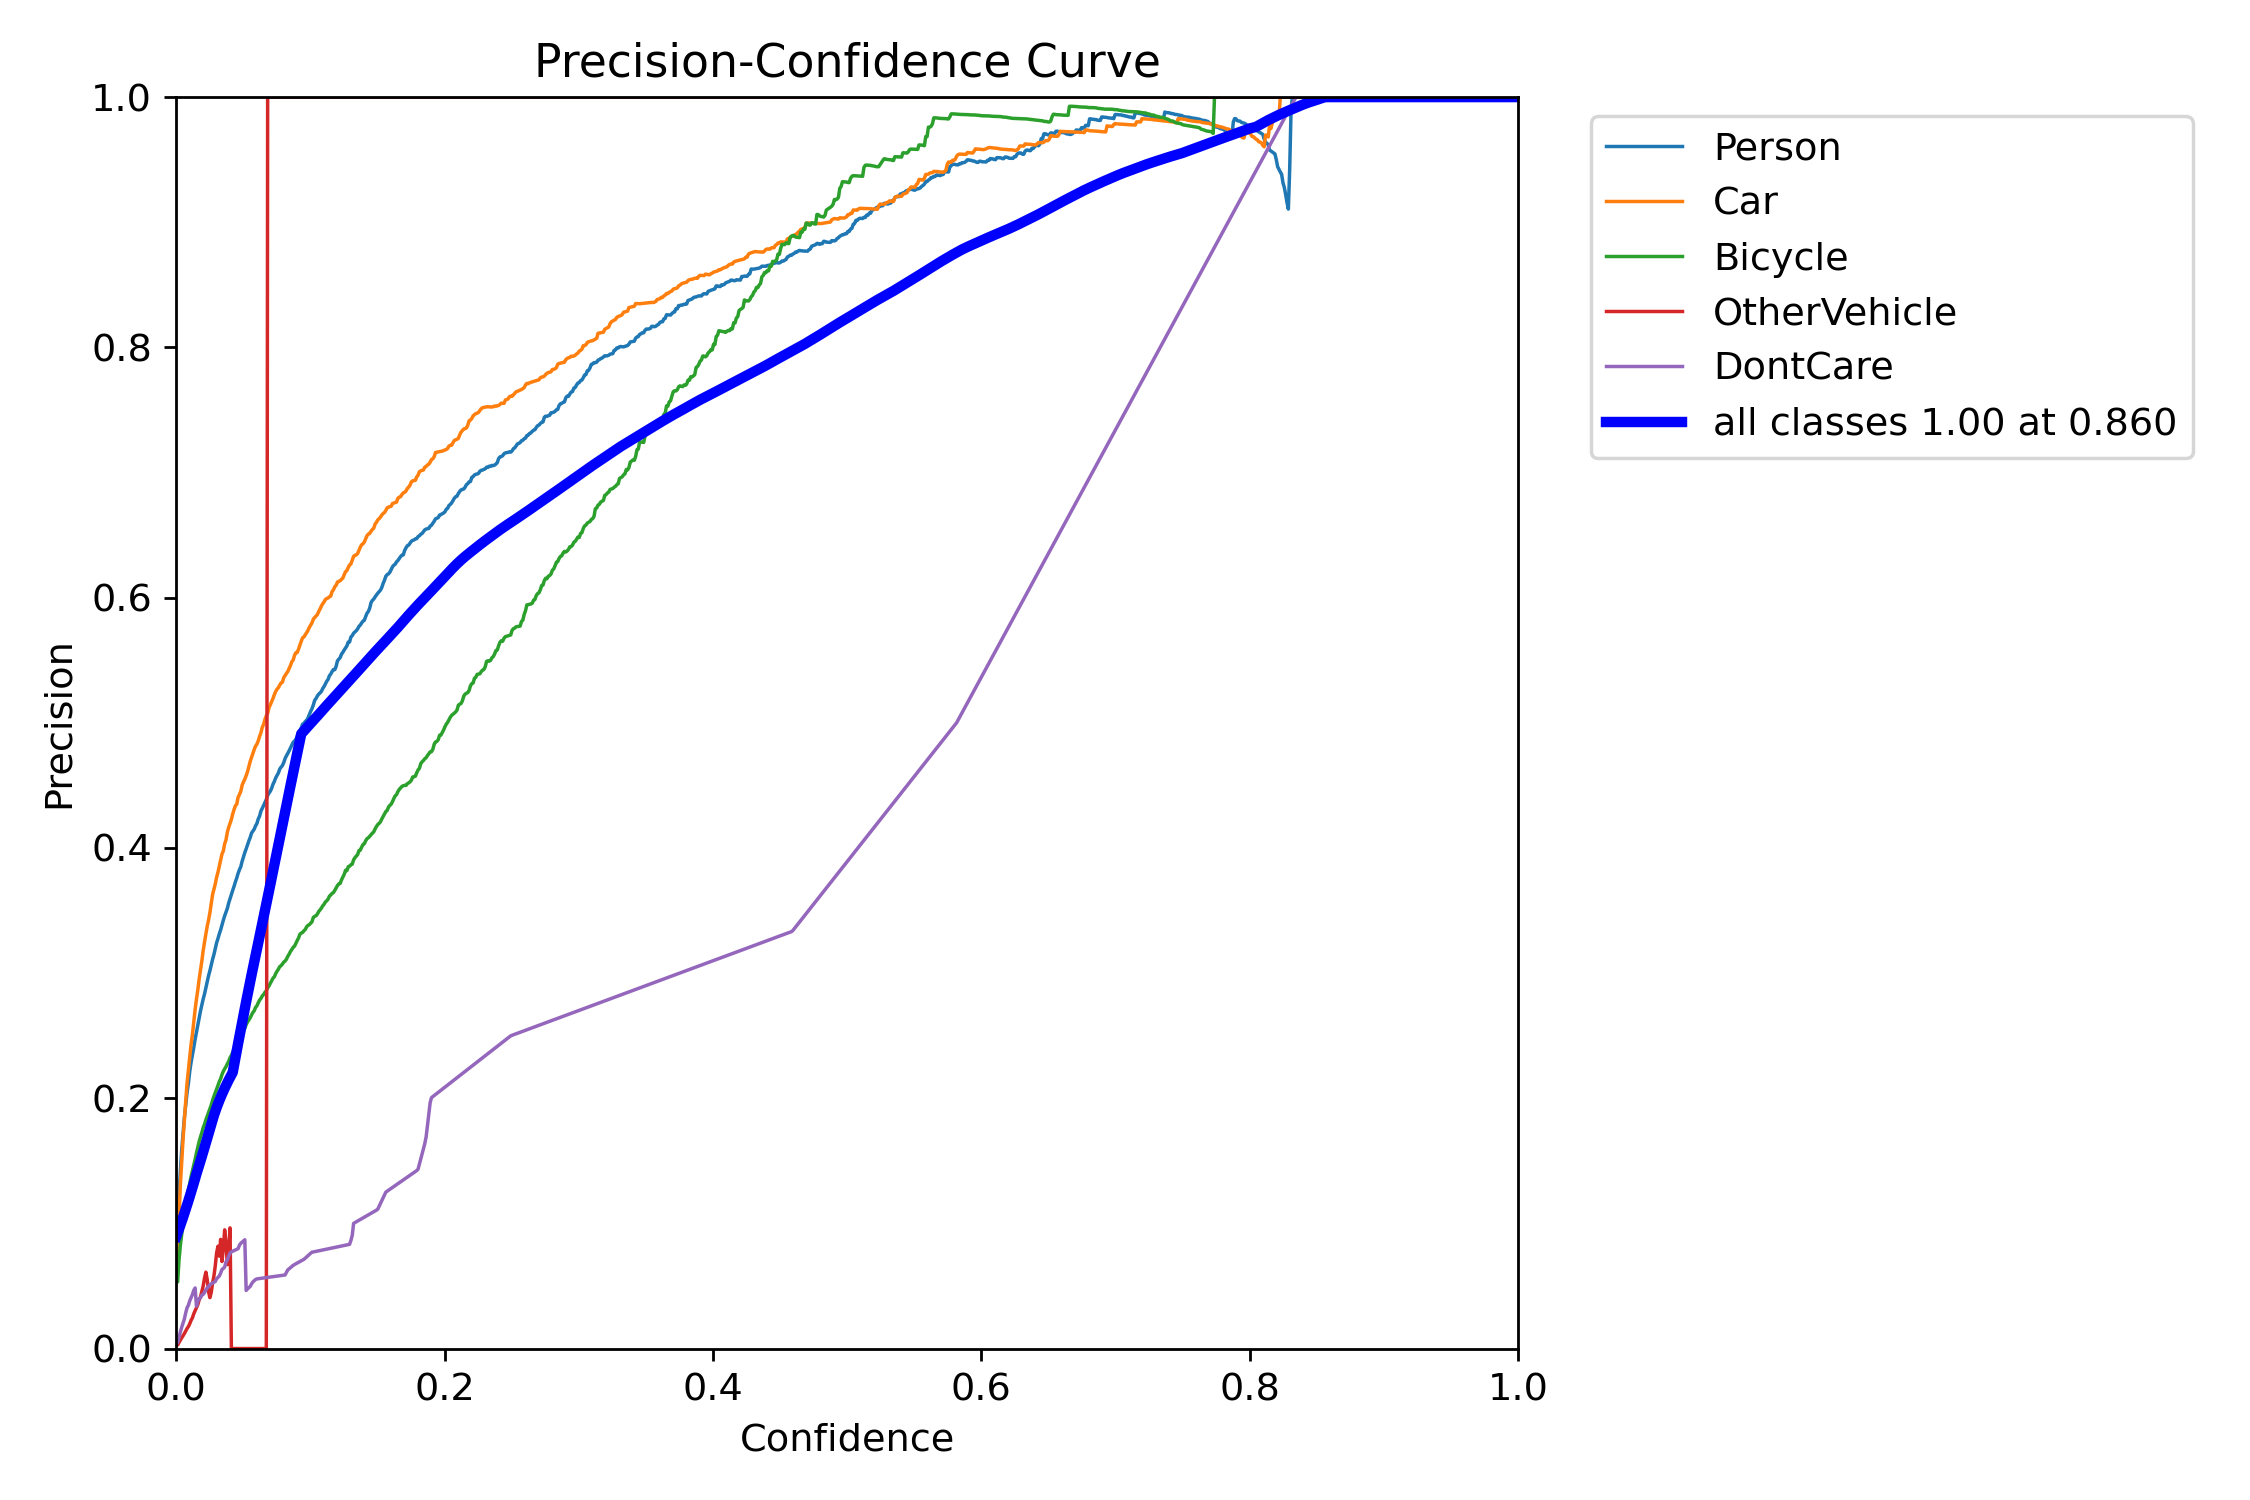 Precision-Confidence Curve
1.0
0.8
0.6
0.4
0.2
0.0
Precision
0.0 0.2 0.4 0.6 0.8 1.0
Confidence
Person
Car
Bicycle
OtherVehicle
DontCare
all classes 1.00 at 0.860